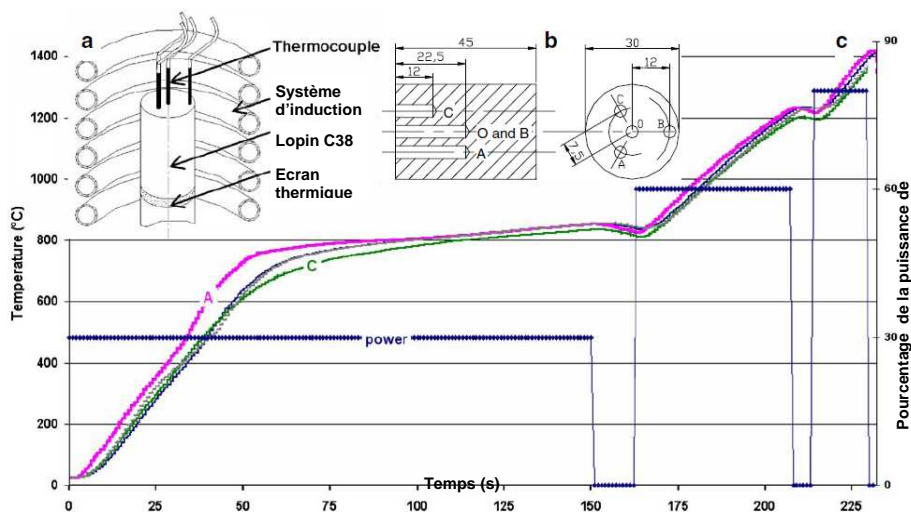 a
Thermocouple
Système
d'induction
Lopin C38
Ecran
thermique
b
45
22,5
12
C
O and B
A
30
12
C
O
B
A
7,5
c
Temperature (°C)
1400
1200
1000
800
600
400
200
0
A
C
power
0
25
50
75
100
125
150
175
200
225
Temps (s)
90
60
30
0
Pourcentage de la puissance de